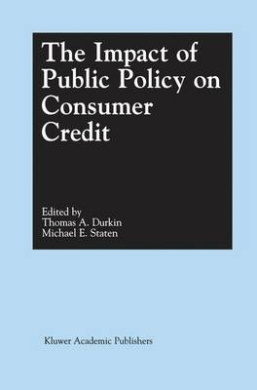 The Impact of
Public Policy on
Consumer
Credit
Edited by
Thomas A. Durkin
Michael E. Staten
Kluwer Academic Publishers